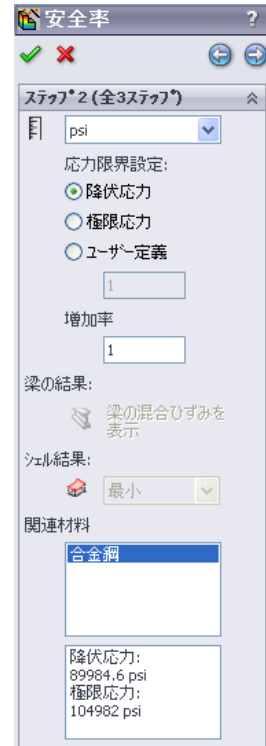 安全率 ?
ステップ 2 (全3ステップ)
psi
応力限界設定:
降伏応力
極限応力
ユーザー定義
1
増加率
1
梁の結果:
梁の混合ひずみを
表示
シェル結果:
最小
関連材料
合金鋼
降伏応力:
89984.6 psi
極限応力:
104982 psi